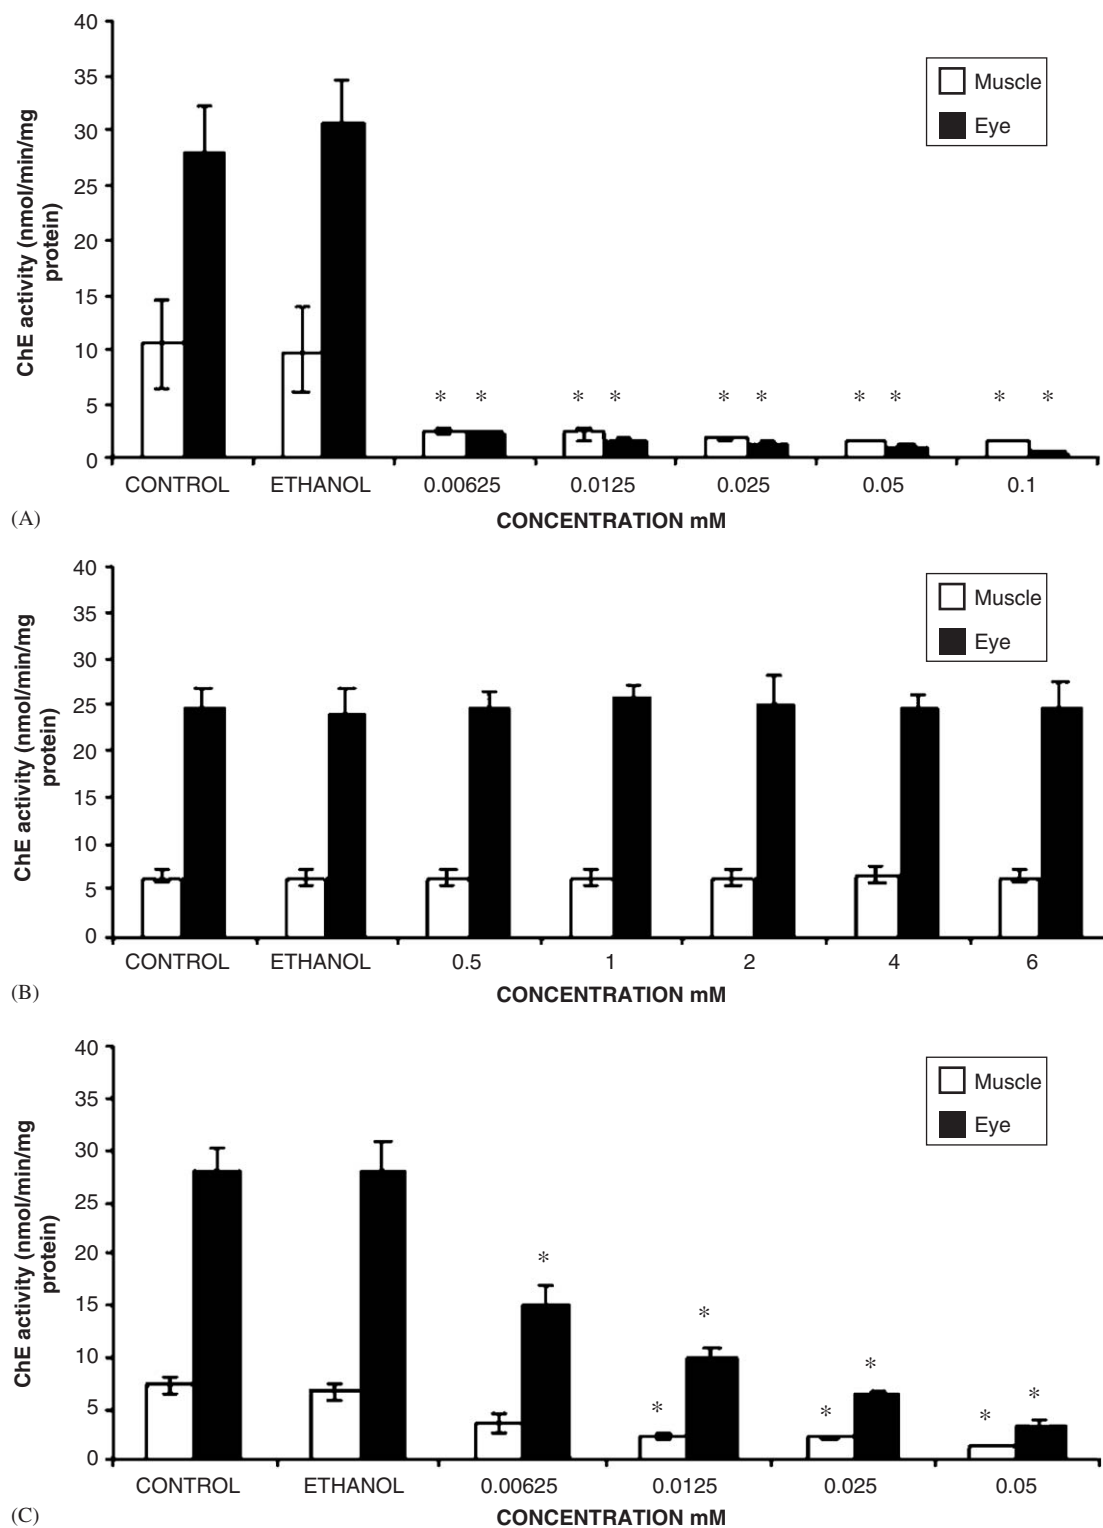 40
35
30
25
20
15
10
5
0
ChE activity (nmol/min/mg
protein)
Muscle
Eye
* * * * * * * * * *
CONTROL ETHANOL 0.00625 0.0125 0.025 0.05 0.1
(A) CONCENTRATION mM
40
35
30
25
20
15
10
5
0
ChE activity (nmol/min/mg
protein)
Muscle
Eye
CONTROL ETHANOL 0.5 1 2 4 6
(B) CONCENTRATION mM
40
35
30
25
20
15
10
5
0
ChE activity (nmol/min/mg
protein)
Muscle
Eye
* * * * * * *
CONTROL ETHANOL 0.00625 0.0125 0.025 0.05
(C) CONCENTRATION mM